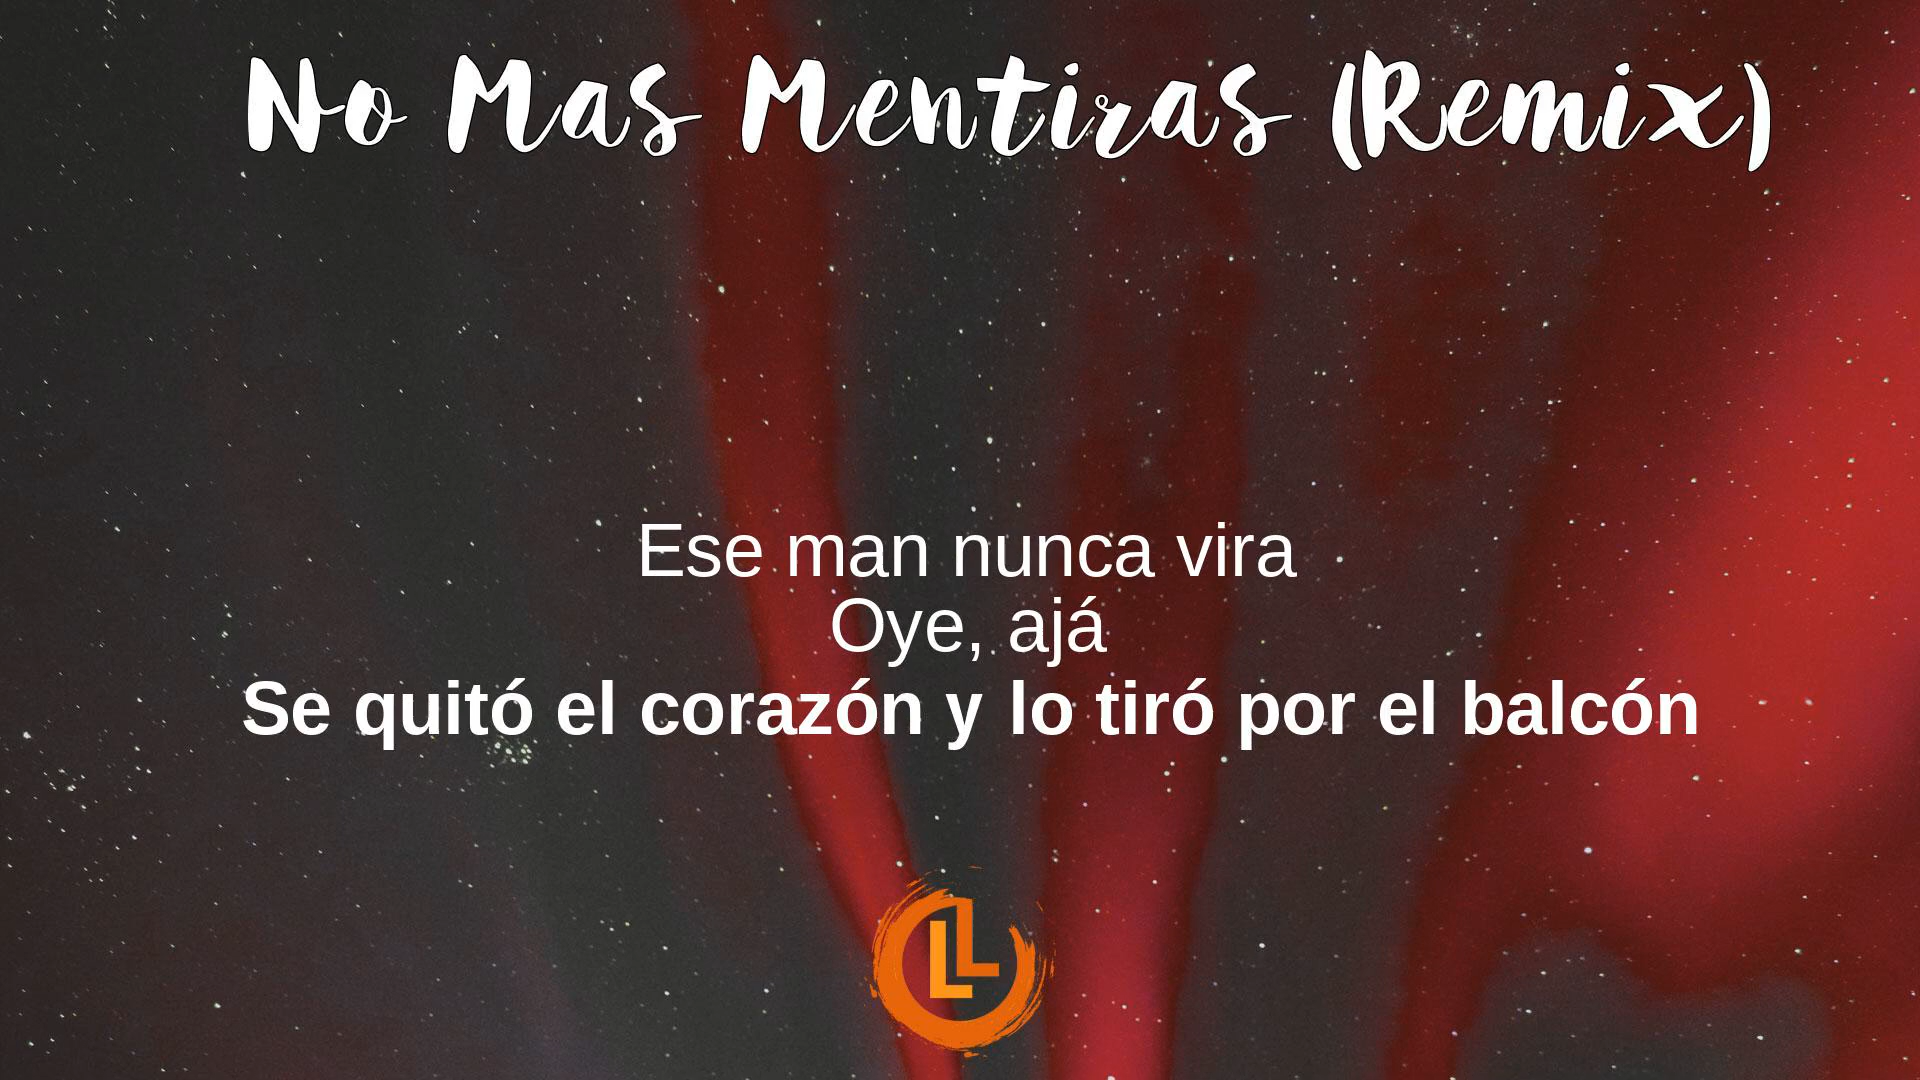 No Mas Mentiras (Remix)
Ese man nunca vira
Oye, ajá
Se quitó el corazón y lo tiró por el balcón
LL